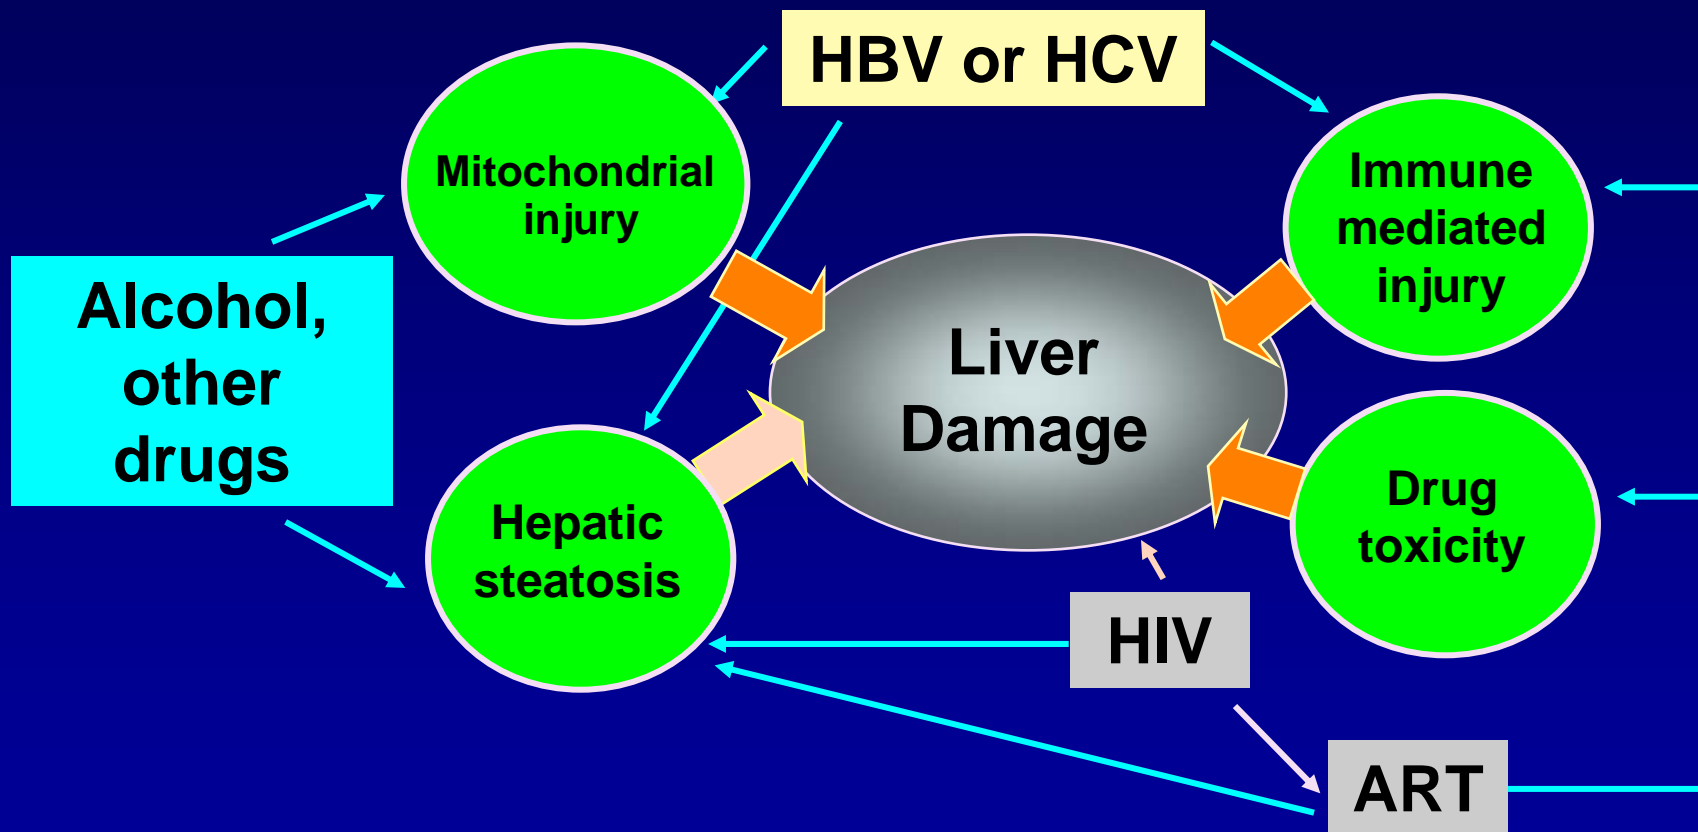 HBV or HCV
Mitochondrial
injury
Immune
mediated
injury
Alcohol,
other
drugs
Liver
Damage
Hepatic
steatosis
Drug
toxicity
HIV
ART